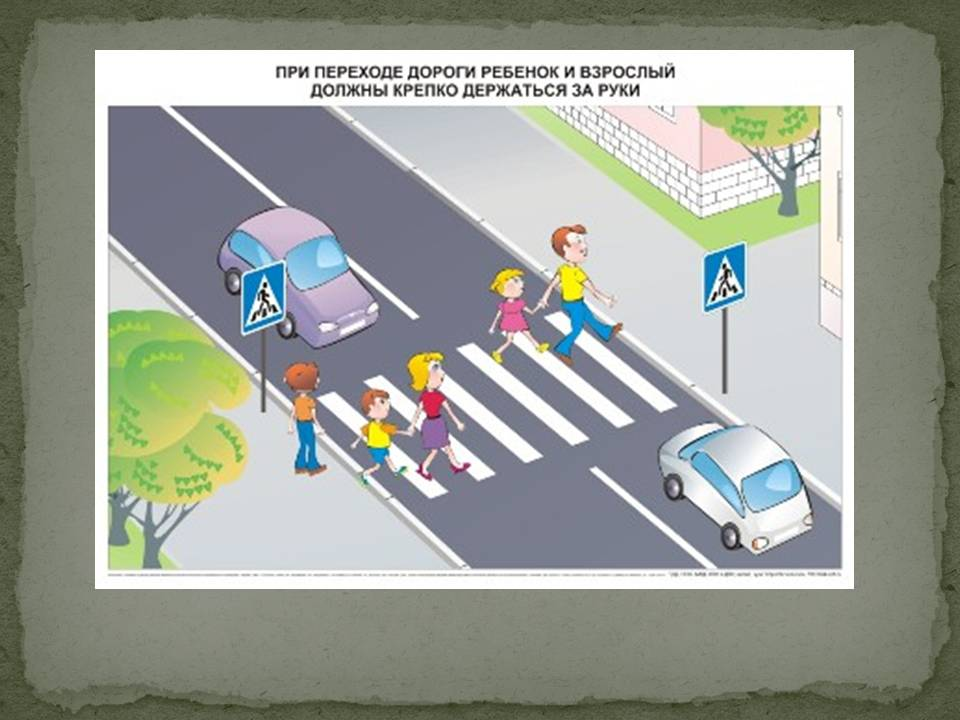 ПРИ ПЕРЕХОДЕ ДОРОГИ РЕБЕНОК И ВЗРОСЛЫЙ
ДОЛЖНЫ КРЕПКО ДЕРЖАТЬСЯ ЗА РУКИ